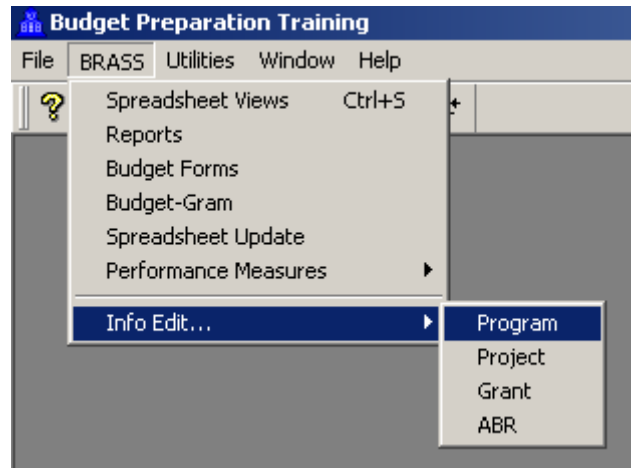 Budget Preparation Training
File BRASS Utilities Window Help
Spreadsheet Views Ctrl+S
Reports
Budget Forms
Budget-Gram
Spreadsheet Update
Performance Measures
Info Edit...
Program
Project
Grant
ABR